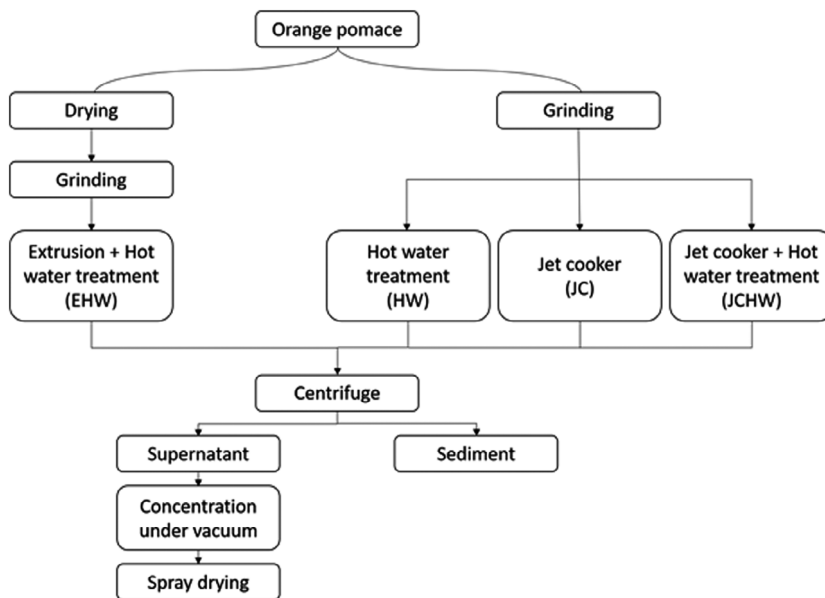 Orange pomace
Drying
Grinding
Grinding
Extrusion + Hot
water treatment
(EHW)
Hot water
treatment
(HW)
Jet cooker
(JC)
Jet cooker + Hot
water treatment
(JCHW)
Centrifuge
Supernatant
Sediment
Concentration
under vacuum
Spray drying